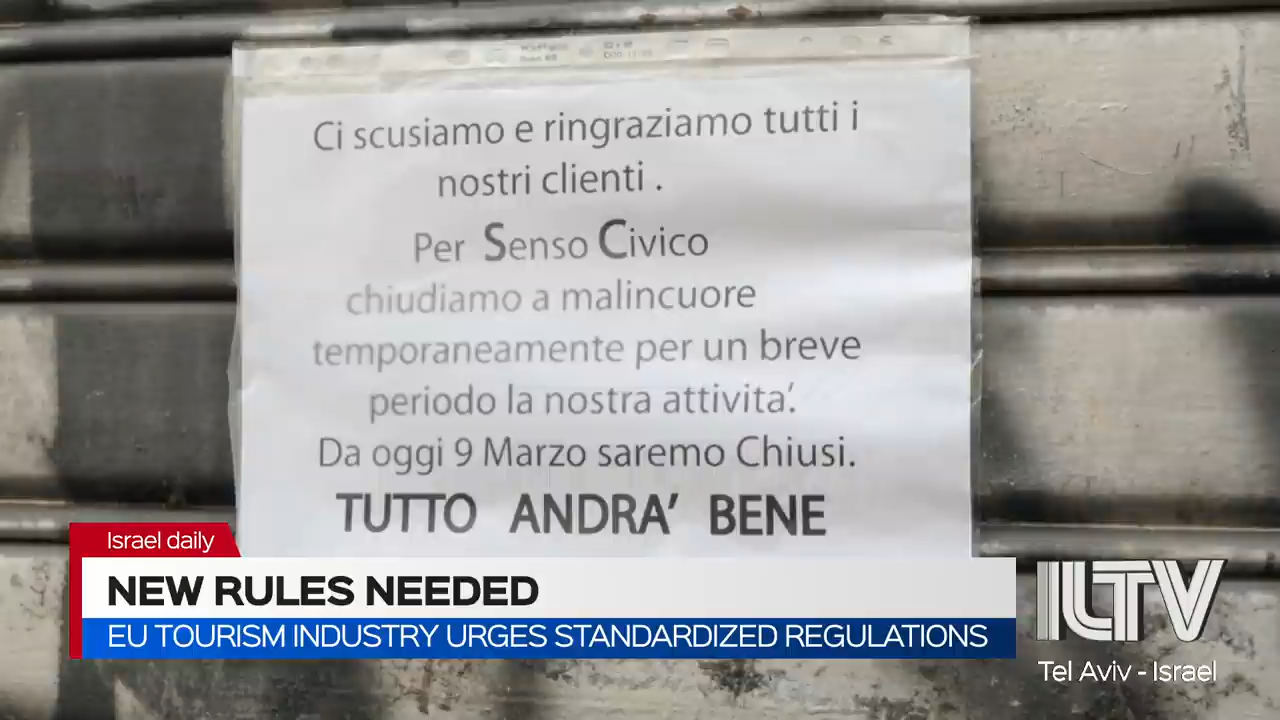 Ci scusiamo e ringraziamo tutti i
nostri clienti .
Per Senso Civico
chiudiamo a malincuore
temporaneamente per un breve
periodo la nostra attivita'.
Da oggi 9 Marzo saremo Chiusi.
TUTTO ANDRA' BENE
Israel daily
NEW RULES NEEDED
EU TOURISM INDUSTRY URGES STANDARDIZED REGULATIONS
ILTV
Tel Aviv - Israel